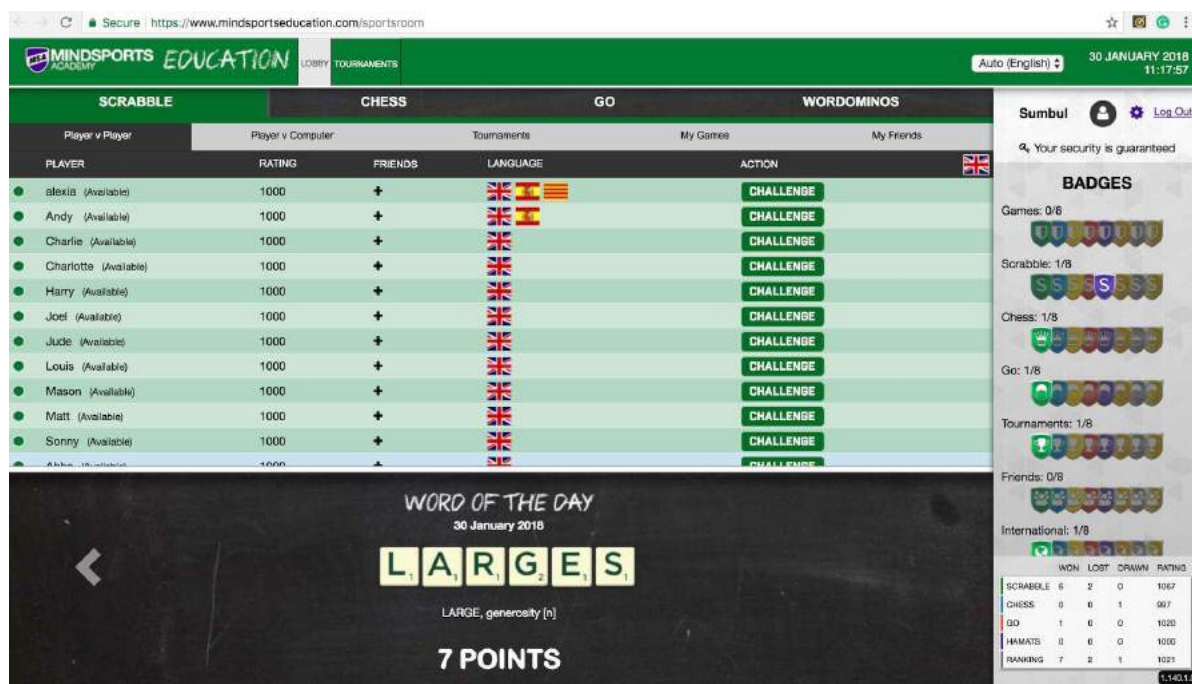 Secure https://www.mindsportseducation.com/sportsroom
MSA MINDSPORTS ACADEMY EDUCATION LOBBY TOURNAMENTS Auto (English) 30 JANUARY 2018
11:17:57
SCRABBLE CHESS GO WORDOMINOS
Sumbul Log Out
Player v Player Player v Computer Tournaments My Games My Friends
Your security is guaranteed
PLAYER RATING FRIENDS LANGUAGE ACTION
BADGES
alexia (Available) 1000 + CHALLENGE
Andy (Available) 1000 + CHALLENGE
Charlie (Available) 1000 + CHALLENGE
Charlotte (Available) 1000 + CHALLENGE
Harry (Available) 1000 + CHALLENGE
Joel (Available) 1000 + CHALLENGE
Jude (Available) 1000 + CHALLENGE
Louis (Available) 1000 + CHALLENGE
Mason (Available) 1000 + CHALLENGE
Matt (Available) 1000 + CHALLENGE
Sonny (Available) 1000 + CHALLENGE
Games: 0/8
Scrabble: 1/8
S S S S S S S S
Chess: 1/8
Go: 1/8
Tournaments: 1/8
Friends: 0/8
International: 1/8
WORD OF THE DAY
30 January 2018
L1 A1 R1 G2 E1 S1
LARGE, generosity [n]
7 POINTS
WON LOST DRAWN RATING
SCRABBLE 6 2 0 1067
CHESS 0 0 1 997
GO 1 0 0 1020
HAMATS 0 0 0 1000
RANKING 7 2 1 1021